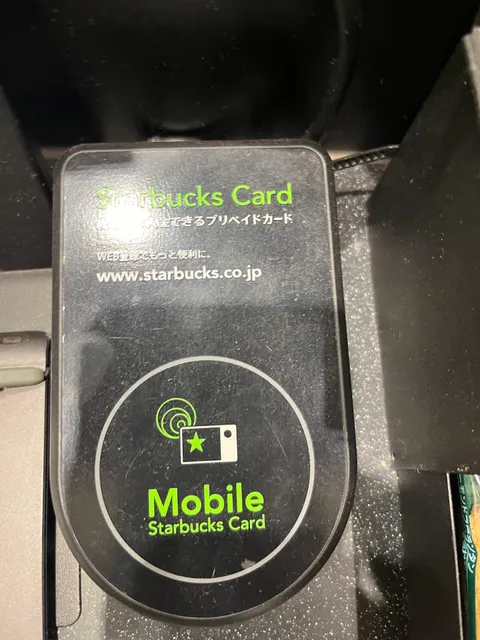 Starbucks Card
できるプリペイドカード
WEB登録でもっと便利に。
www.starbucks.co.jp
Mobile
Starbucks Card